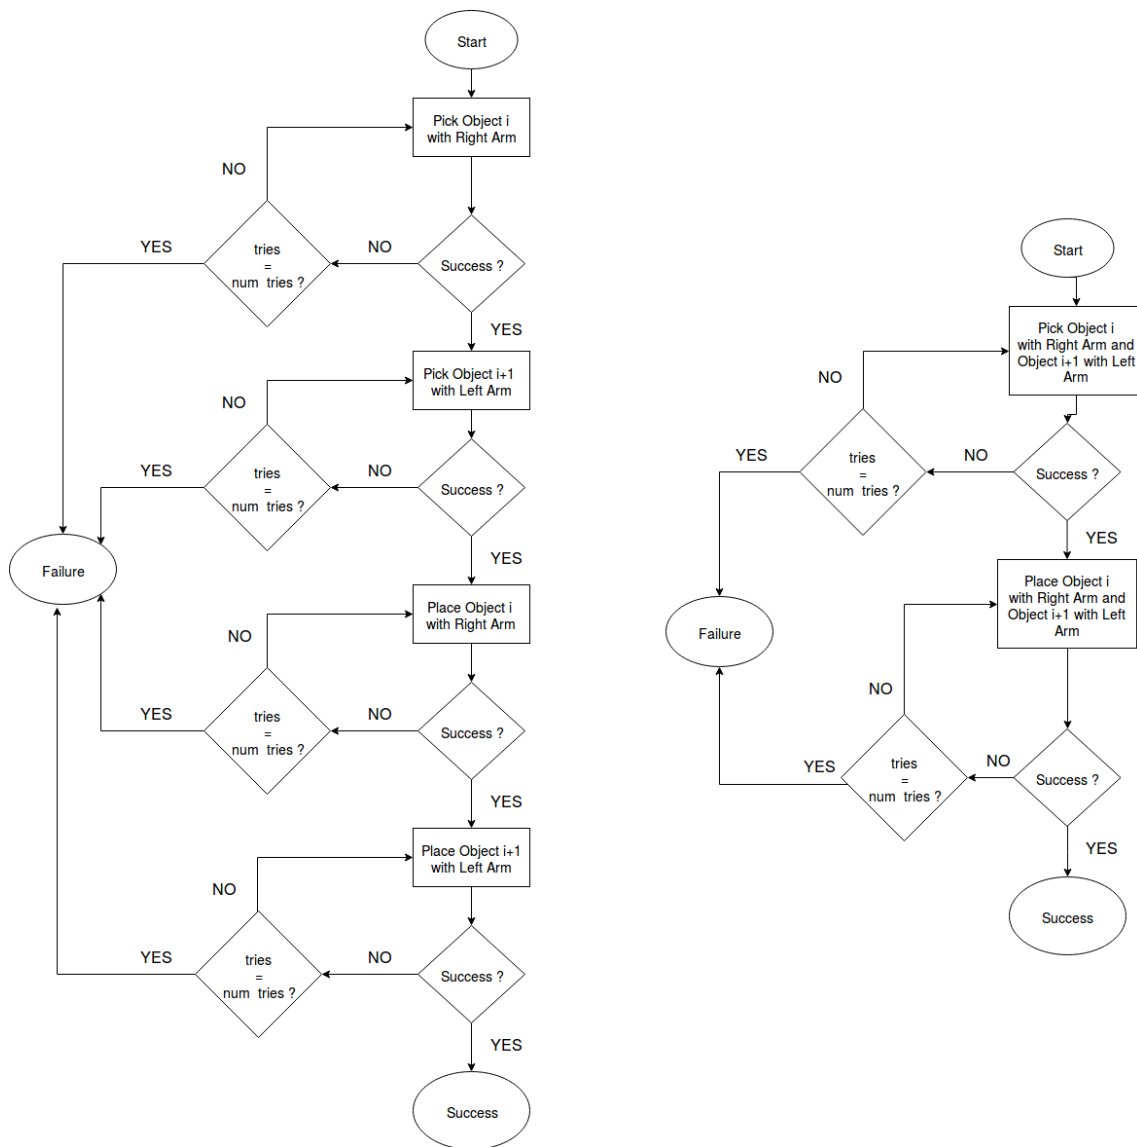 Start
Pick Object i
with Right Arm
NO
YES
tries
=
num tries ?
NO
Success ?
YES
Pick Object i+1
with Left Arm
NO
YES
tries
=
num tries ?
NO
Success ?
YES
Failure
Place Object i
with Right Arm
NO
YES
tries
=
num tries ?
NO
Success ?
YES
Place Object i+1
with Left Arm
NO
YES
tries
=
num tries ?
NO
Success ?
YES
Success
Start
Pick Object i
with Right Arm and
Object i+1 with Left
Arm
NO
YES
tries
=
num tries ?
NO
Success ?
YES
Failure
Place Object i
with Right Arm and
Object i+1 with Left
Arm
NO
YES
tries
=
num tries ?
NO
Success ?
YES
Success